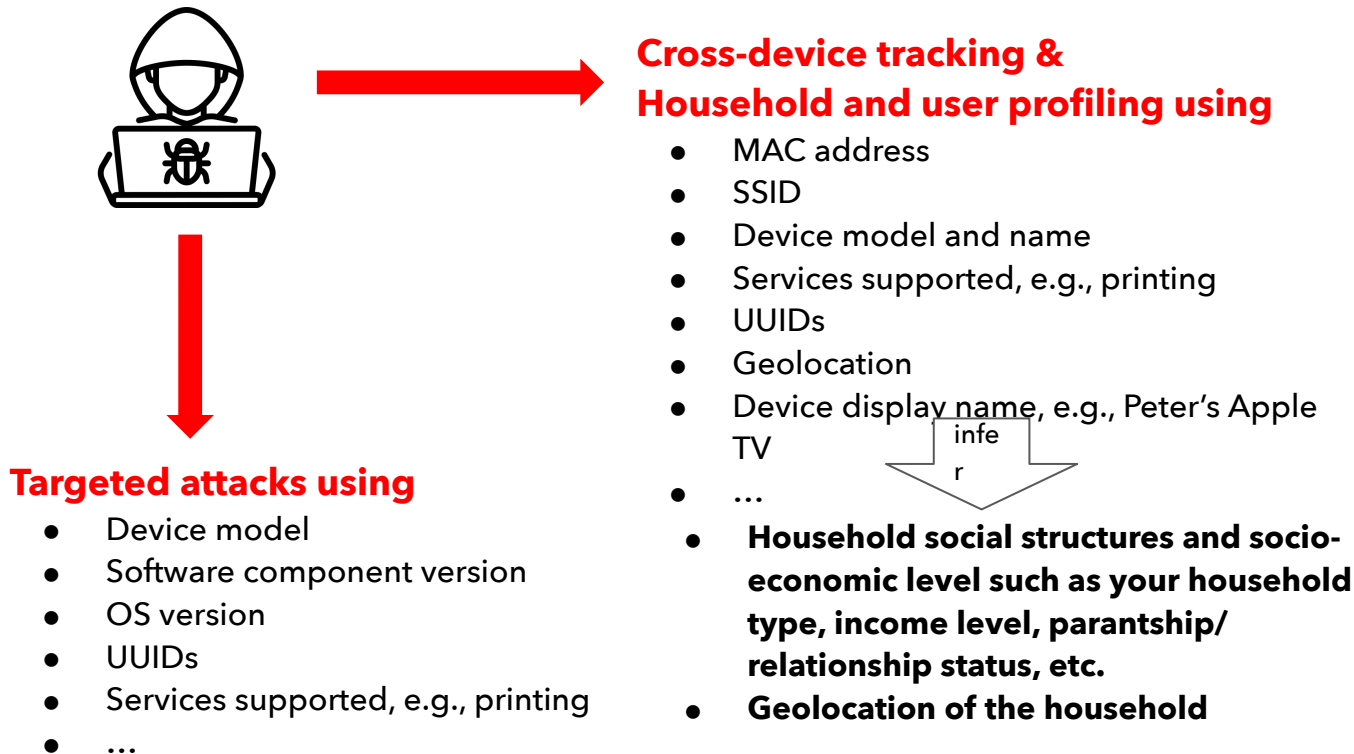 Cross-device tracking &
Household and user profiling using
● MAC address
● SSID
● Device model and name
● Services supported, e.g., printing
● UUIDs
● Geolocation
● Device display name, e.g., Peter's Apple
TV
● ...
infe
r
● Household social structures and socio-
economic level such as your household
type, income level, parantship/
relationship status, etc.
● Geolocation of the household
Targeted attacks using
● Device model
● Software component version
● OS version
● UUIDs
● Services supported, e.g., printing
● ...